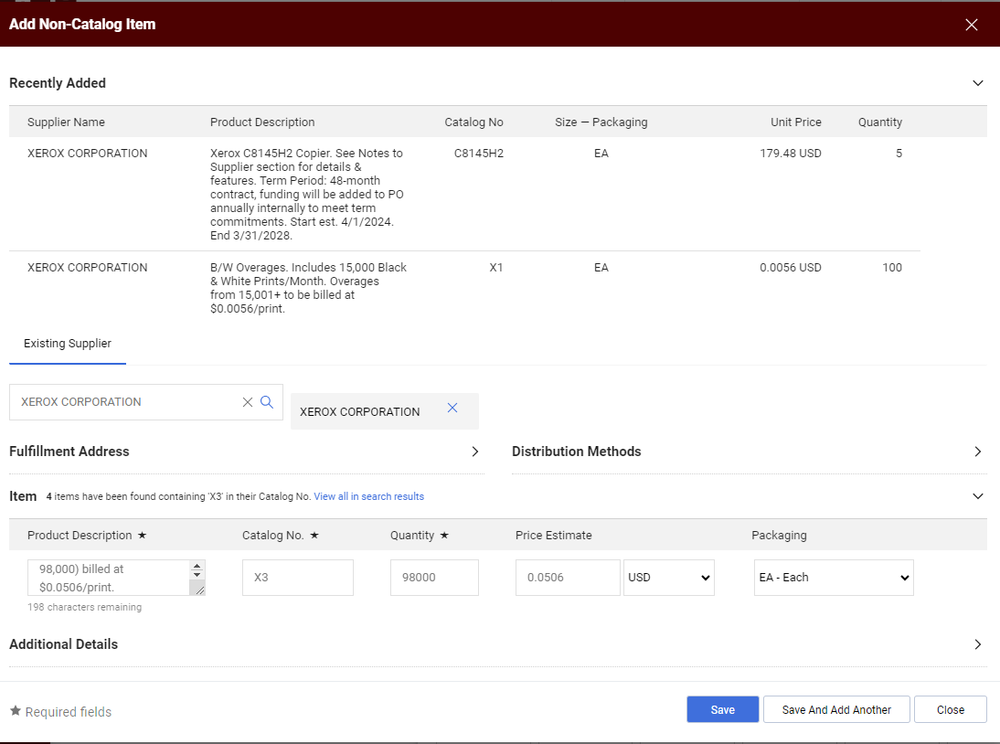 Add Non-Catalog Item
Recently Added
Supplier Name Product Description Catalog No Size — Packaging Unit Price Quantity
XEROX CORPORATION Xerox C8145H2 Copier. See Notes to C8145H2 EA 179.48 USD 5
Supplier section for details &
features. Term Period: 48-month
contract, funding will be added to PO
annually internally to meet term
commitments. Start est. 4/1/2024.
End 3/31/2028.
XEROX CORPORATION B/W Overages. Includes 15,000 Black X1 EA 0.0056 USD 100
& White Prints/Month. Overages
from 15,001+ to be billed at
$0.0056/print.
Existing Supplier
XEROX CORPORATION XEROX CORPORATION
Fulfillment Address Distribution Methods
Item 4 items have been found containing 'X3' in their Catalog No. View all in search results
Product Description ★ Catalog No. ★ Quantity ★ Price Estimate Packaging
98,000) billed at
$0.0506/print. X3 98000 0.0506 USD EA - Each
198 characters remaining
Additional Details
★ Required fields Save Save And Add Another Close